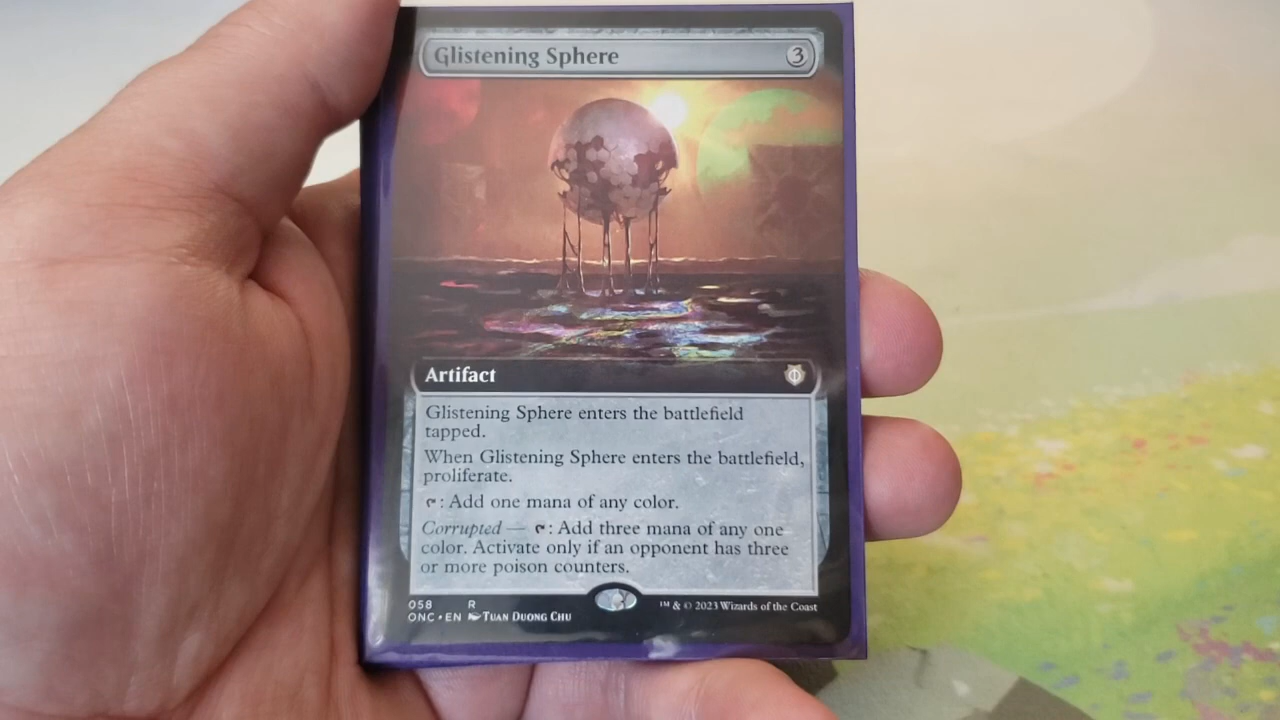 Glistening Sphere 3
Artifact
Glistening Sphere enters the battlefield
tapped.
When Glistening Sphere enters the battlefield,
proliferate.
: Add one mana of any color.
Corrupted — : Add three mana of any one
color. Activate only if an opponent has three
or more poison counters.
058 R
ONC • EN Tuan Duong Chu
™ & © 2023 Wizards of the Coast